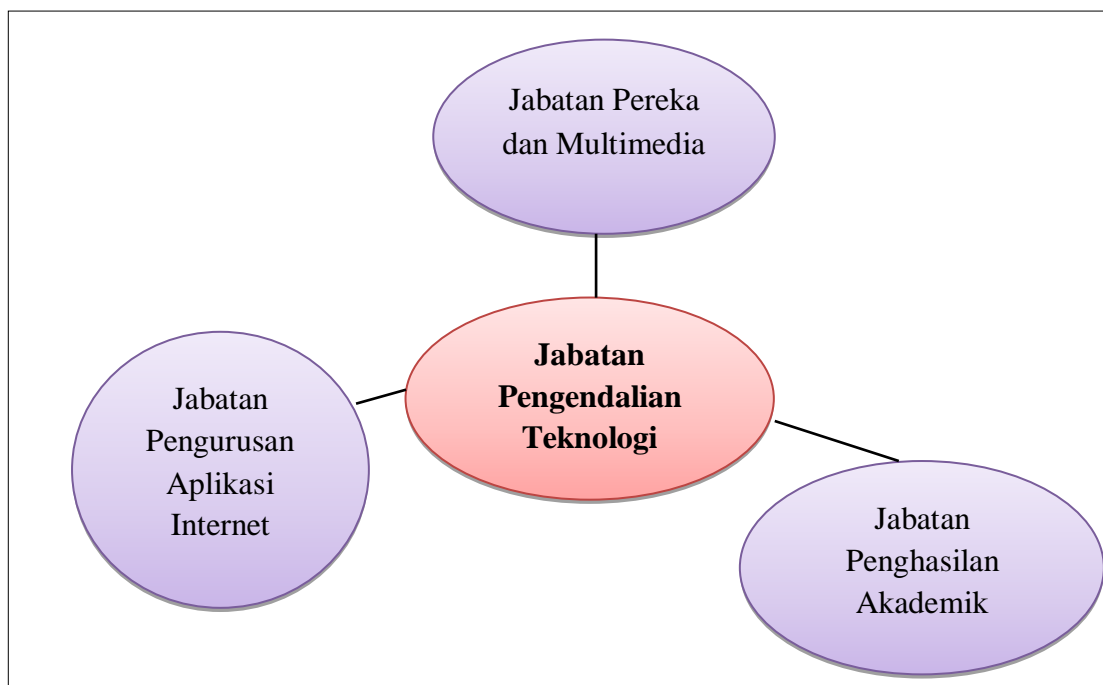 Jabatan Pereka
dan Multimedia
Jabatan
Pengendalian
Teknologi
Jabatan
Pengurusan
Aplikasi
Internet
Jabatan
Penghasilan
Akademik